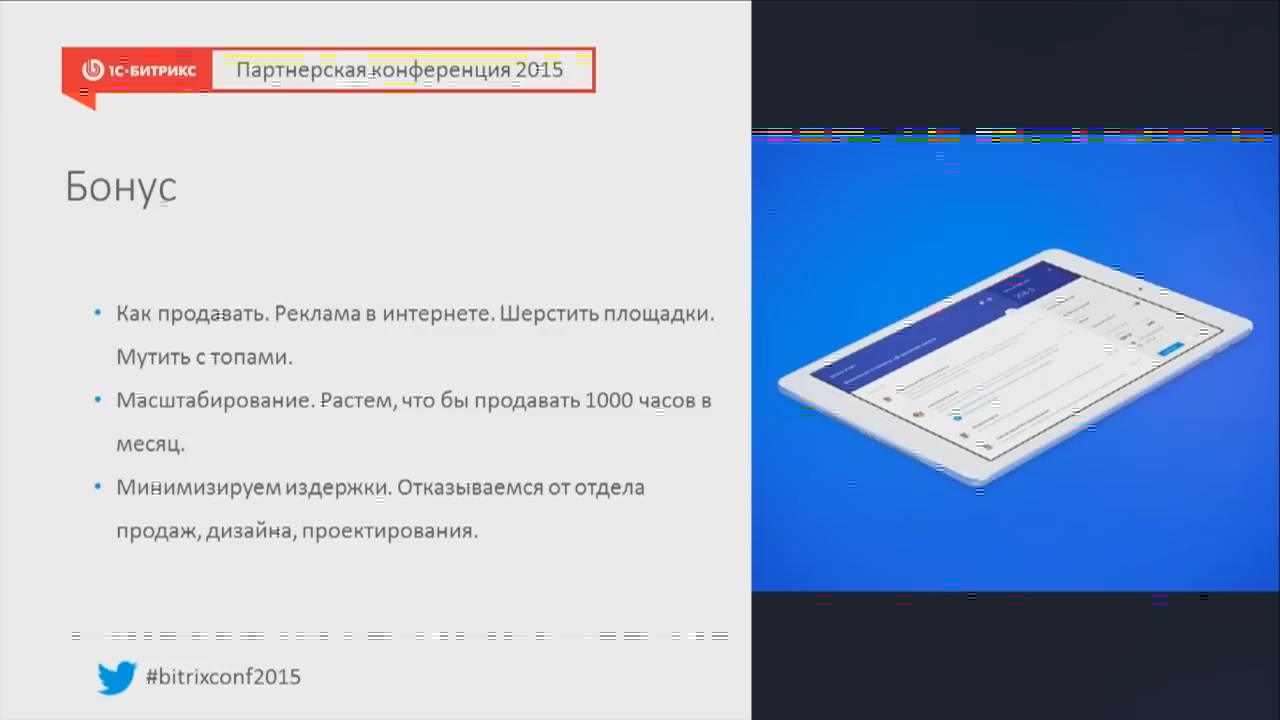 1С-БИТРИКС Партнерская конференция 2015
Бонус
• Как продавать. Реклама в интернете. Шерстить площадки.
Мутить с топами.
• Масштабирование. Растем, что бы продавать 1000 часов в
месяц.
• Минимизируем издержки. Отказываемся от отдела
продаж, дизайна, проектирования.
#bitrixconf2015